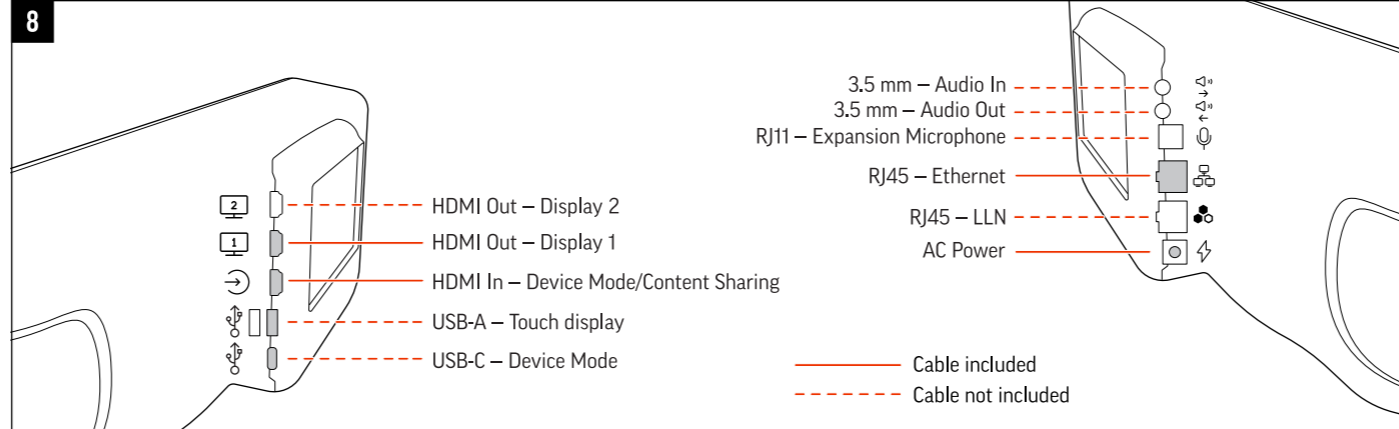 8
2
HDMI Out – Display 2
1
HDMI Out – Display 1
HDMI In – Device Mode/Content Sharing
USB-A – Touch display
USB-C – Device Mode
3.5 mm – Audio In
3.5 mm – Audio Out
RJ11 – Expansion Microphone
RJ45 – Ethernet
RJ45 – LLN
AC Power
Cable included
Cable not included